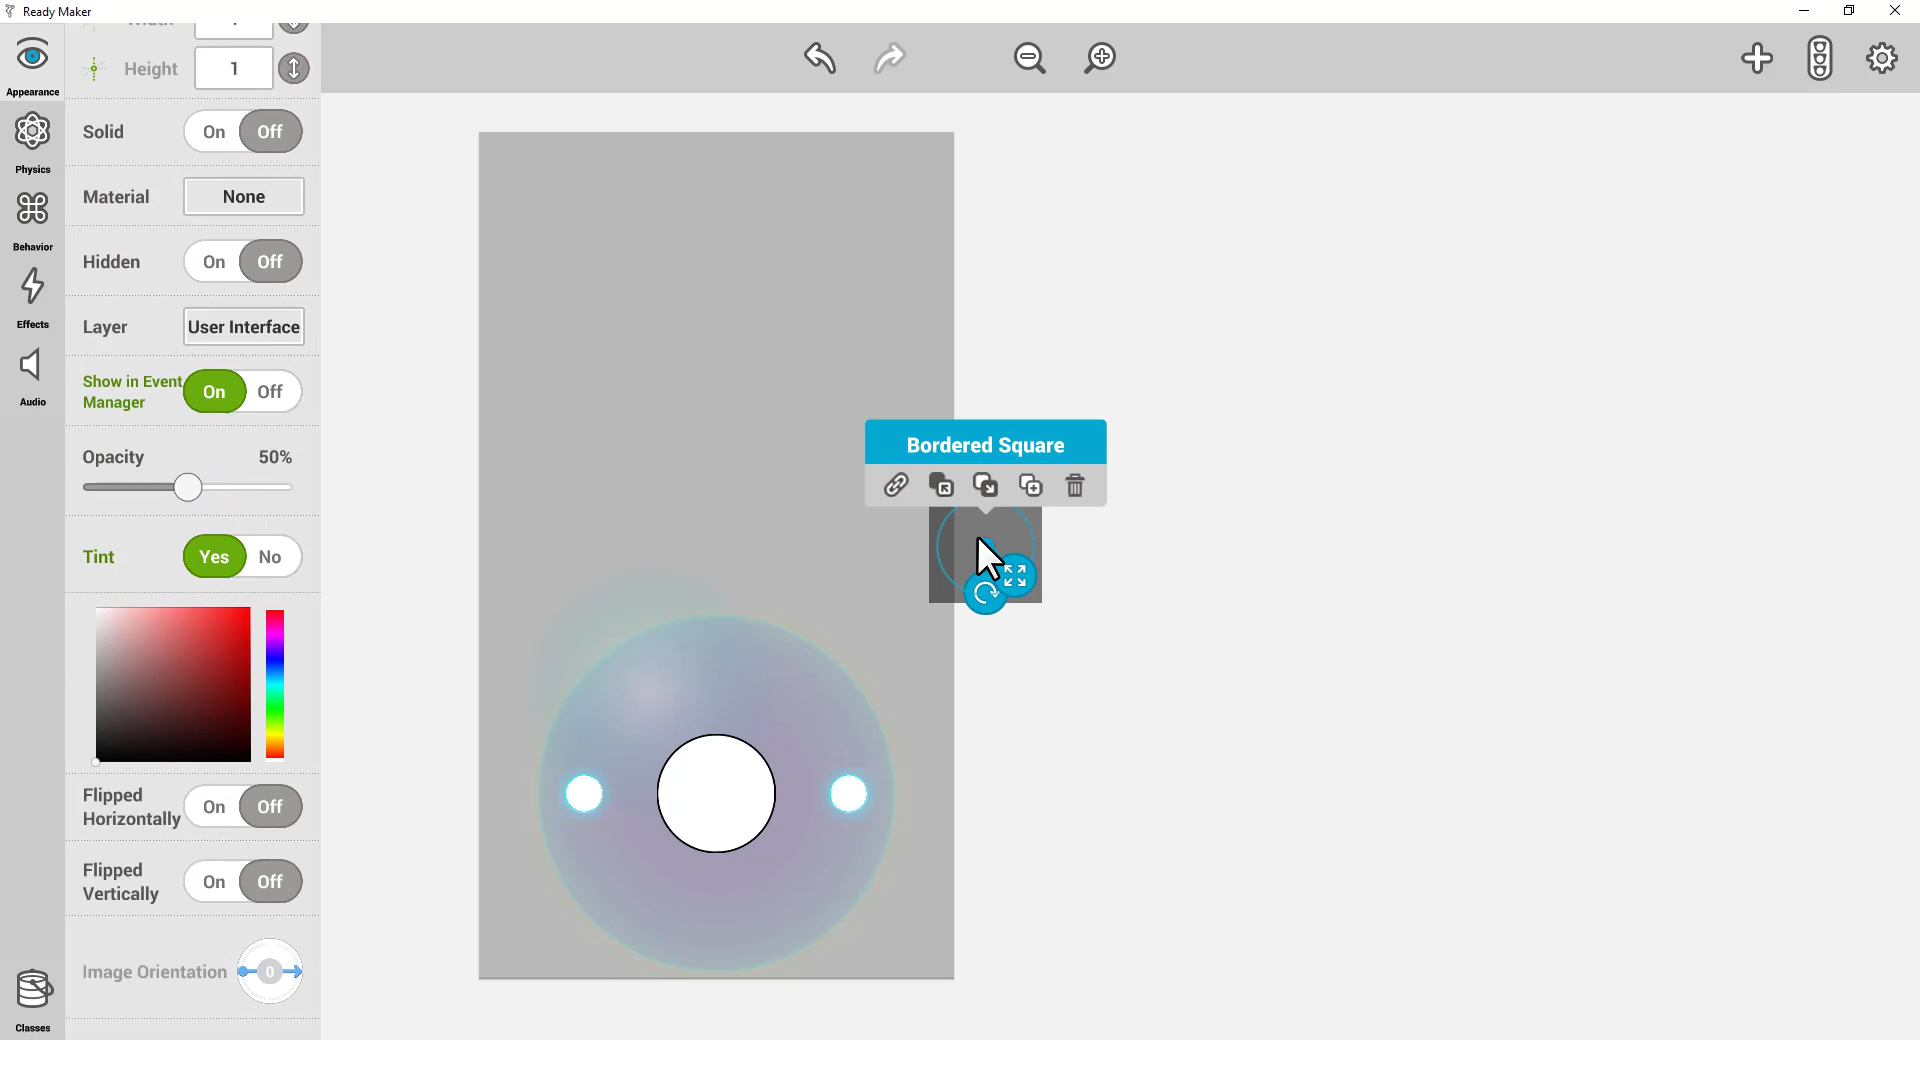 Ready Maker
Width
Height
1
Appearance
Solid
On
Off
Physics
Material
None
Behavior
Hidden
On
Off
Effects
Layer
User Interface
Audio
Show in Event
Manager
On
Off
Bordered Square
Opacity
50%
Tint
Yes
No
Flipped
Horizontally
On
Off
Flipped
Vertically
On
Off
Image Orientation
0
Classes